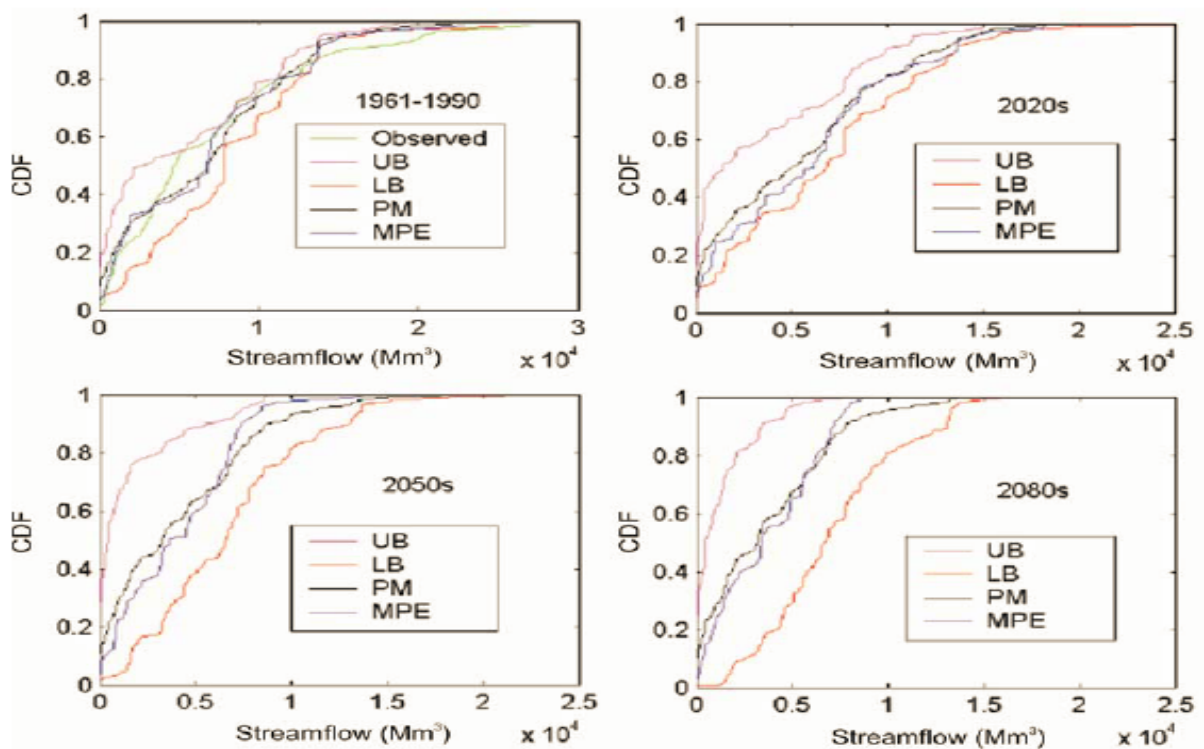 1
0.8
0.6
0.4
0.2
0
CDF
1961-1990
Observed
UB
LB
PM
MPE
0 1 2 3
Streamflow (Mm³)
x 10⁴
1
0.8
0.6
0.4
0.2
0
CDF
2020s
UB
LB
PM
MPE
0 0.5 1 1.5 2 2.5
Streamflow (Mm³)
x 10⁴
1
0.8
0.6
0.4
0.2
0
CDF
2050s
UB
LB
PM
MPE
0 0.5 1 1.5 2 2.5
Streamflow (Mm³)
x 10⁴
1
0.8
0.6
0.4
0.2
0
CDF
2080s
UB
LB
PM
MPE
0 0.5 1 1.5 2 2.5
Streamflow (Mm³)
x 10⁴